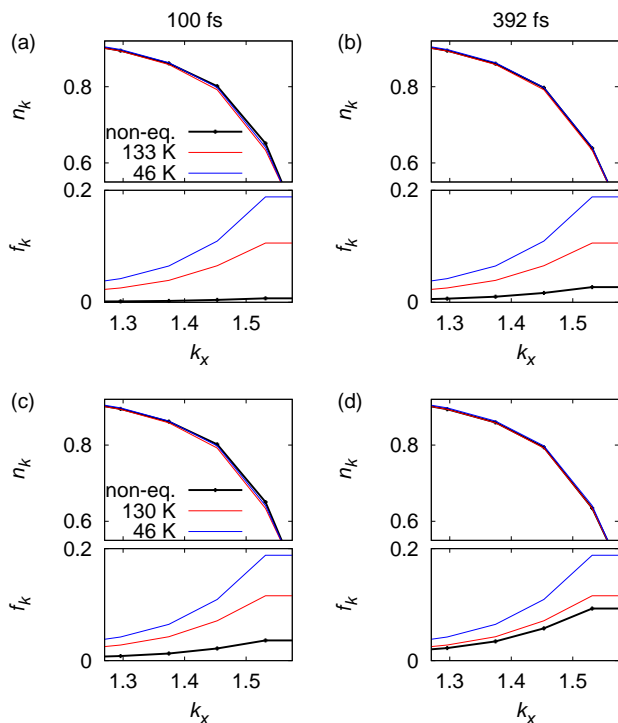 100 fs
392 fs
(a)
(b)
n_k
0.8
0.6
non-eq.
133 K
46 K
n_k
0.8
0.6
f_k
0.2
0
1.3 1.4 1.5
k_x
f_k
0.2
0
1.3 1.4 1.5
k_x
(c)
(d)
n_k
0.8
0.6
non-eq.
130 K
46 K
n_k
0.8
0.6
f_k
0.2
0
1.3 1.4 1.5
k_x
f_k
0.2
0
1.3 1.4 1.5
k_x